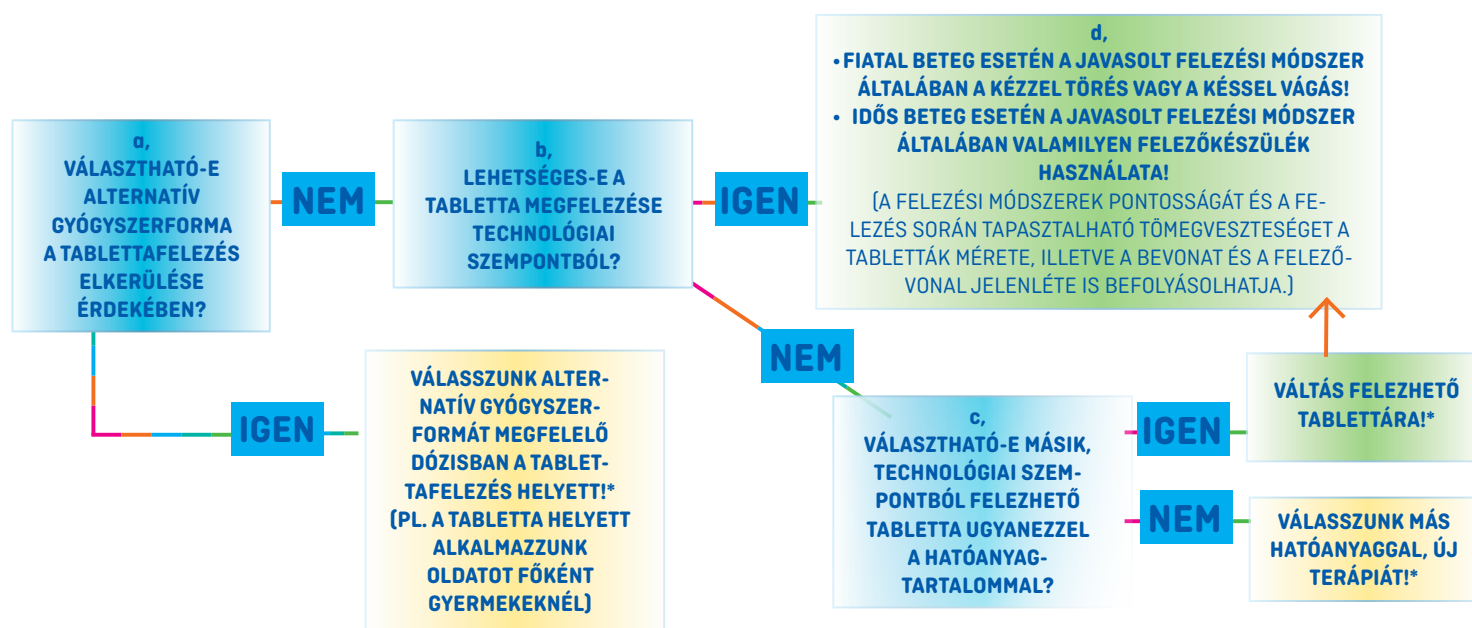 a,
VÁLASZTHATÓ-E
ALTERNATÍV
GYÓGYSZERFORMA
A TABLETTAFELEZÉS
ELKERÜLÉSE
ÉRDEKÉBEN?
NEM
b,
LEHETSÉGES-E A
TABLETTA MEGFELEZÉSE
TECHNOLÓGIAI
SZEMPONTBÓL?
IGEN
d,
• FIATAL BETEG ESETÉN A JAVASOLT FELEZÉSI MÓDSZER
ÁLTALÁBAN A KÉZZEL TÖRÉS VAGY A KÉSSEL VÁGÁS!
• IDŐS BETEG ESETÉN A JAVASOLT FELEZÉSI MÓDSZER
ÁLTALÁBAN VALAMILYEN FELEZŐKÉSZÜLÉK
HASZNÁLATA!
(A FELEZÉSI MÓDSZEREK PONTOSSÁGÁT ÉS A FE-
LEZÉS SORÁN TAPASZTALHATÓ TÖMEGVESZTESÉGET A
TABLETTÁK MÉRETE, ILLETVE A BEVONAT ÉS A FELEZŐ-
VONAL JELENLÉTE IS BEFOLYÁSOLHATJA.)
IGEN
VÁLASSZUNK ALTER-
NATÍV GYÓGYSZER-
FORMÁT MEGFELELŐ
DÓZISBAN A TABLET-
TAFELEZÉS HELYETT!*
(PL. A TABLETTA HELYETT
ALKALMAZZUNK
OLDATOT FŐKÉNT
GYERMEKEKNÉL)
NEM
c,
VÁLASZTHATÓ-E MÁSIK,
TECHNOLÓGIAI SZEM-
PONTBÓL FELEZHETŐ
TABLETTA UGYANEZZEL
A HATÓANYAG-
TARTALOMMAL?
IGEN
VÁLTÁS FELEZHETŐ
TABLETTÁRA!*
NEM
VÁLASSZUNK MÁS
HATÓANYAGGAL, ÚJ
TERÁPIÁT!*